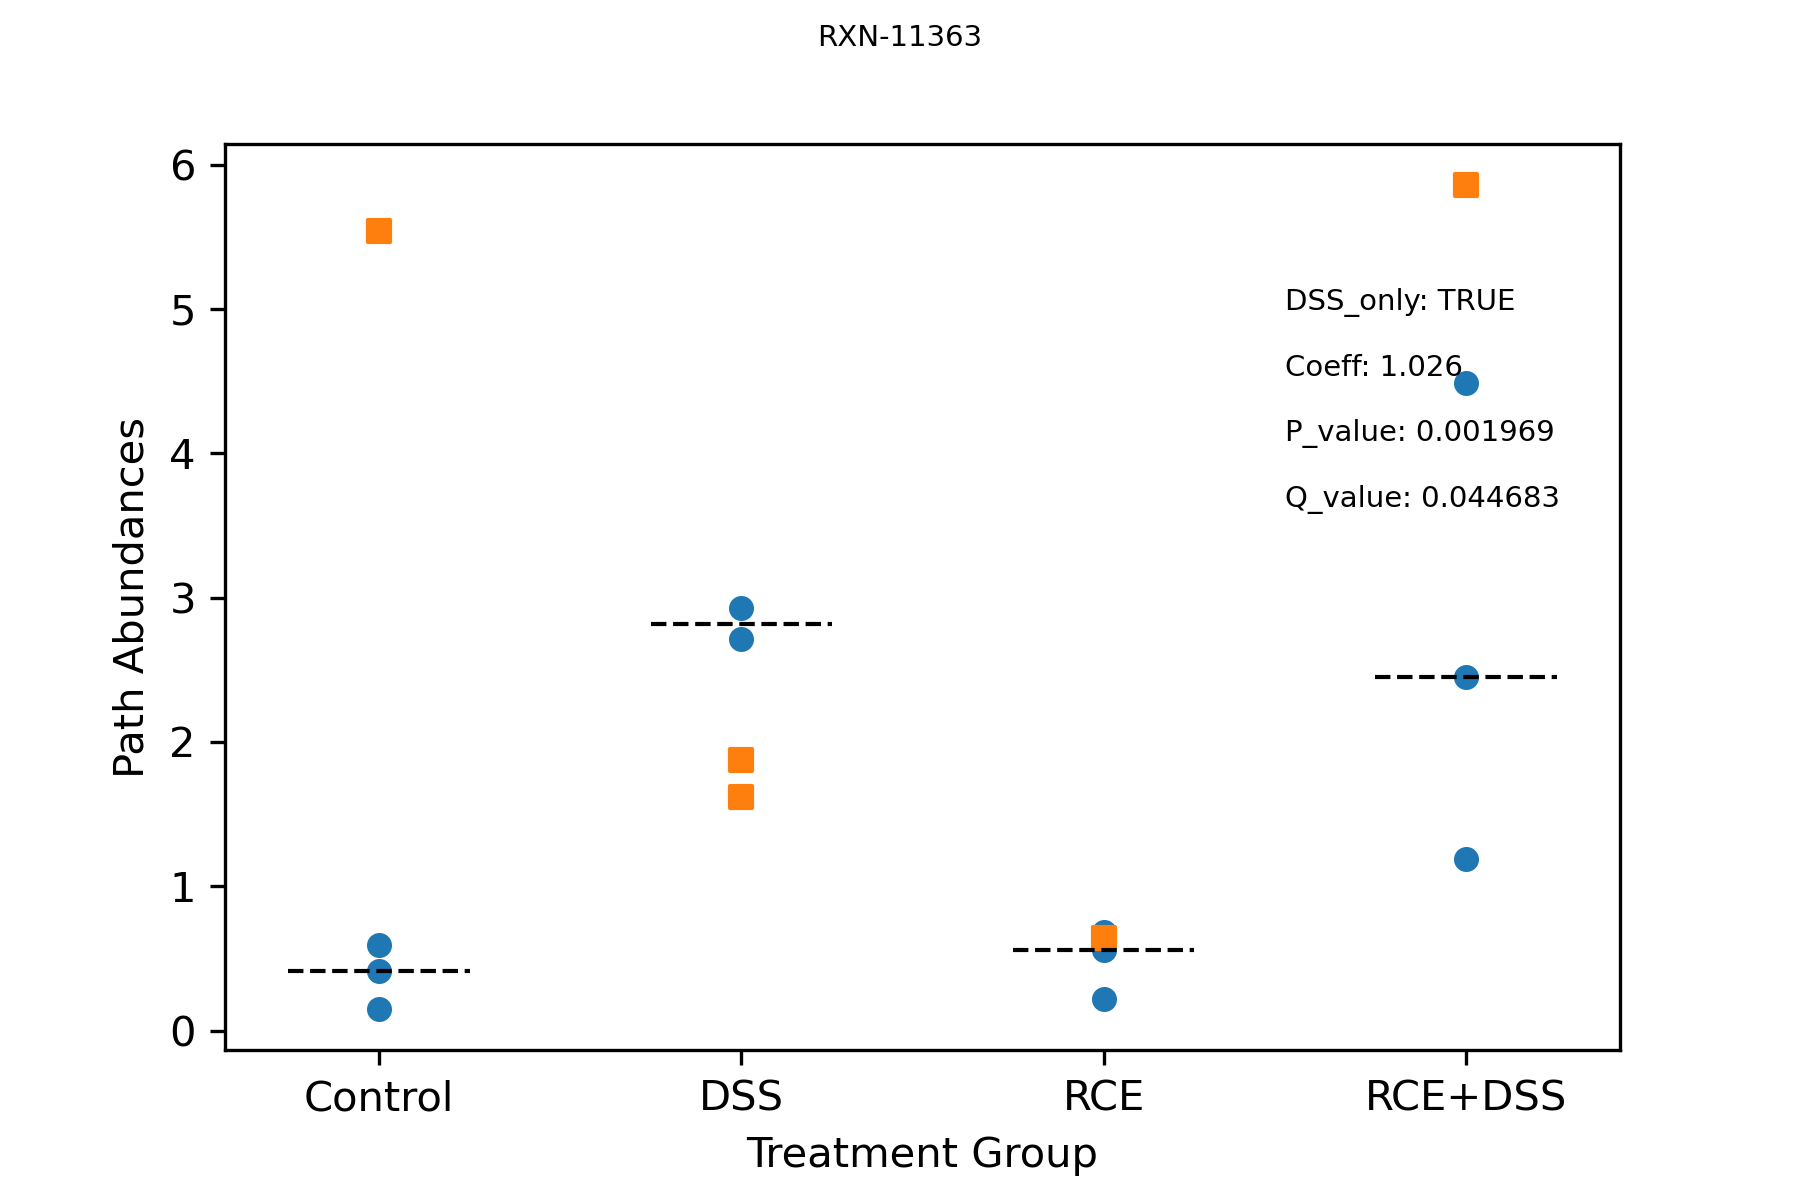 RXN-11363
6
5
4
3
2
1
0
Path Abundances
DSS_only: TRUE
Coeff: 1.026
P_value: 0.001969
Q_value: 0.044683
Control
DSS
RCE
RCE+DSS
Treatment Group